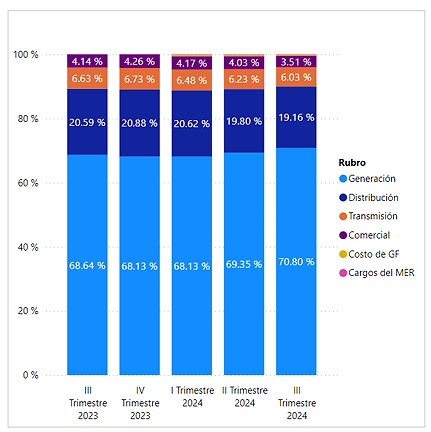 100 %
80 %
60 %
40 %
20 %
0 %
4.14 % 4.26 % 4.17 % 4.03 % 3.51 %
6.63 % 6.73 % 6.48 % 6.23 % 6.03 %
20.59 % 20.88 % 20.62 % 19.80 % 19.16 %
68.64 % 68.13 % 68.13 % 69.35 % 70.80 %
III IV I Trimestre II Trimestre III
Trimestre Trimestre 2024 2024 Trimestre
2023 2023 2024
Rubro
Generación
Distribución
Transmisión
Comercial
Costo de GF
Cargos del MER